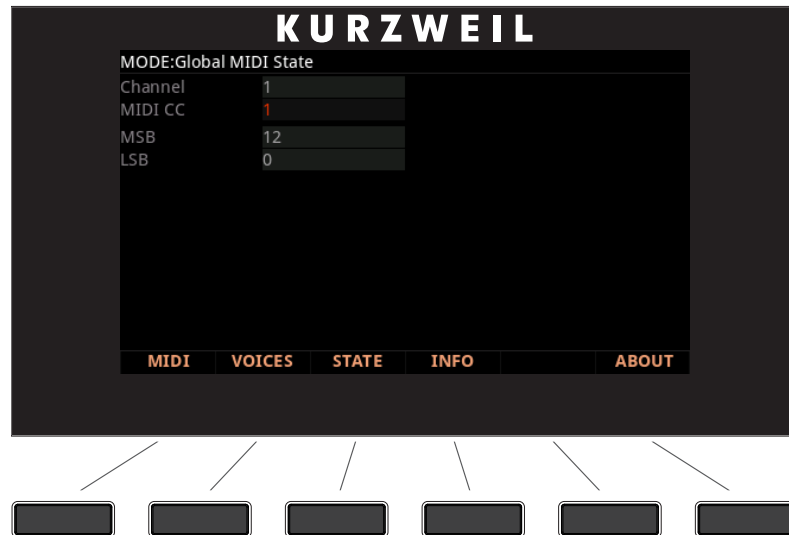 KURZWEIL
MODE:Global MIDI State
Channel 1
MIDI CC 1
MSB 12
LSB 0
MIDI VOICES STATE INFO ABOUT